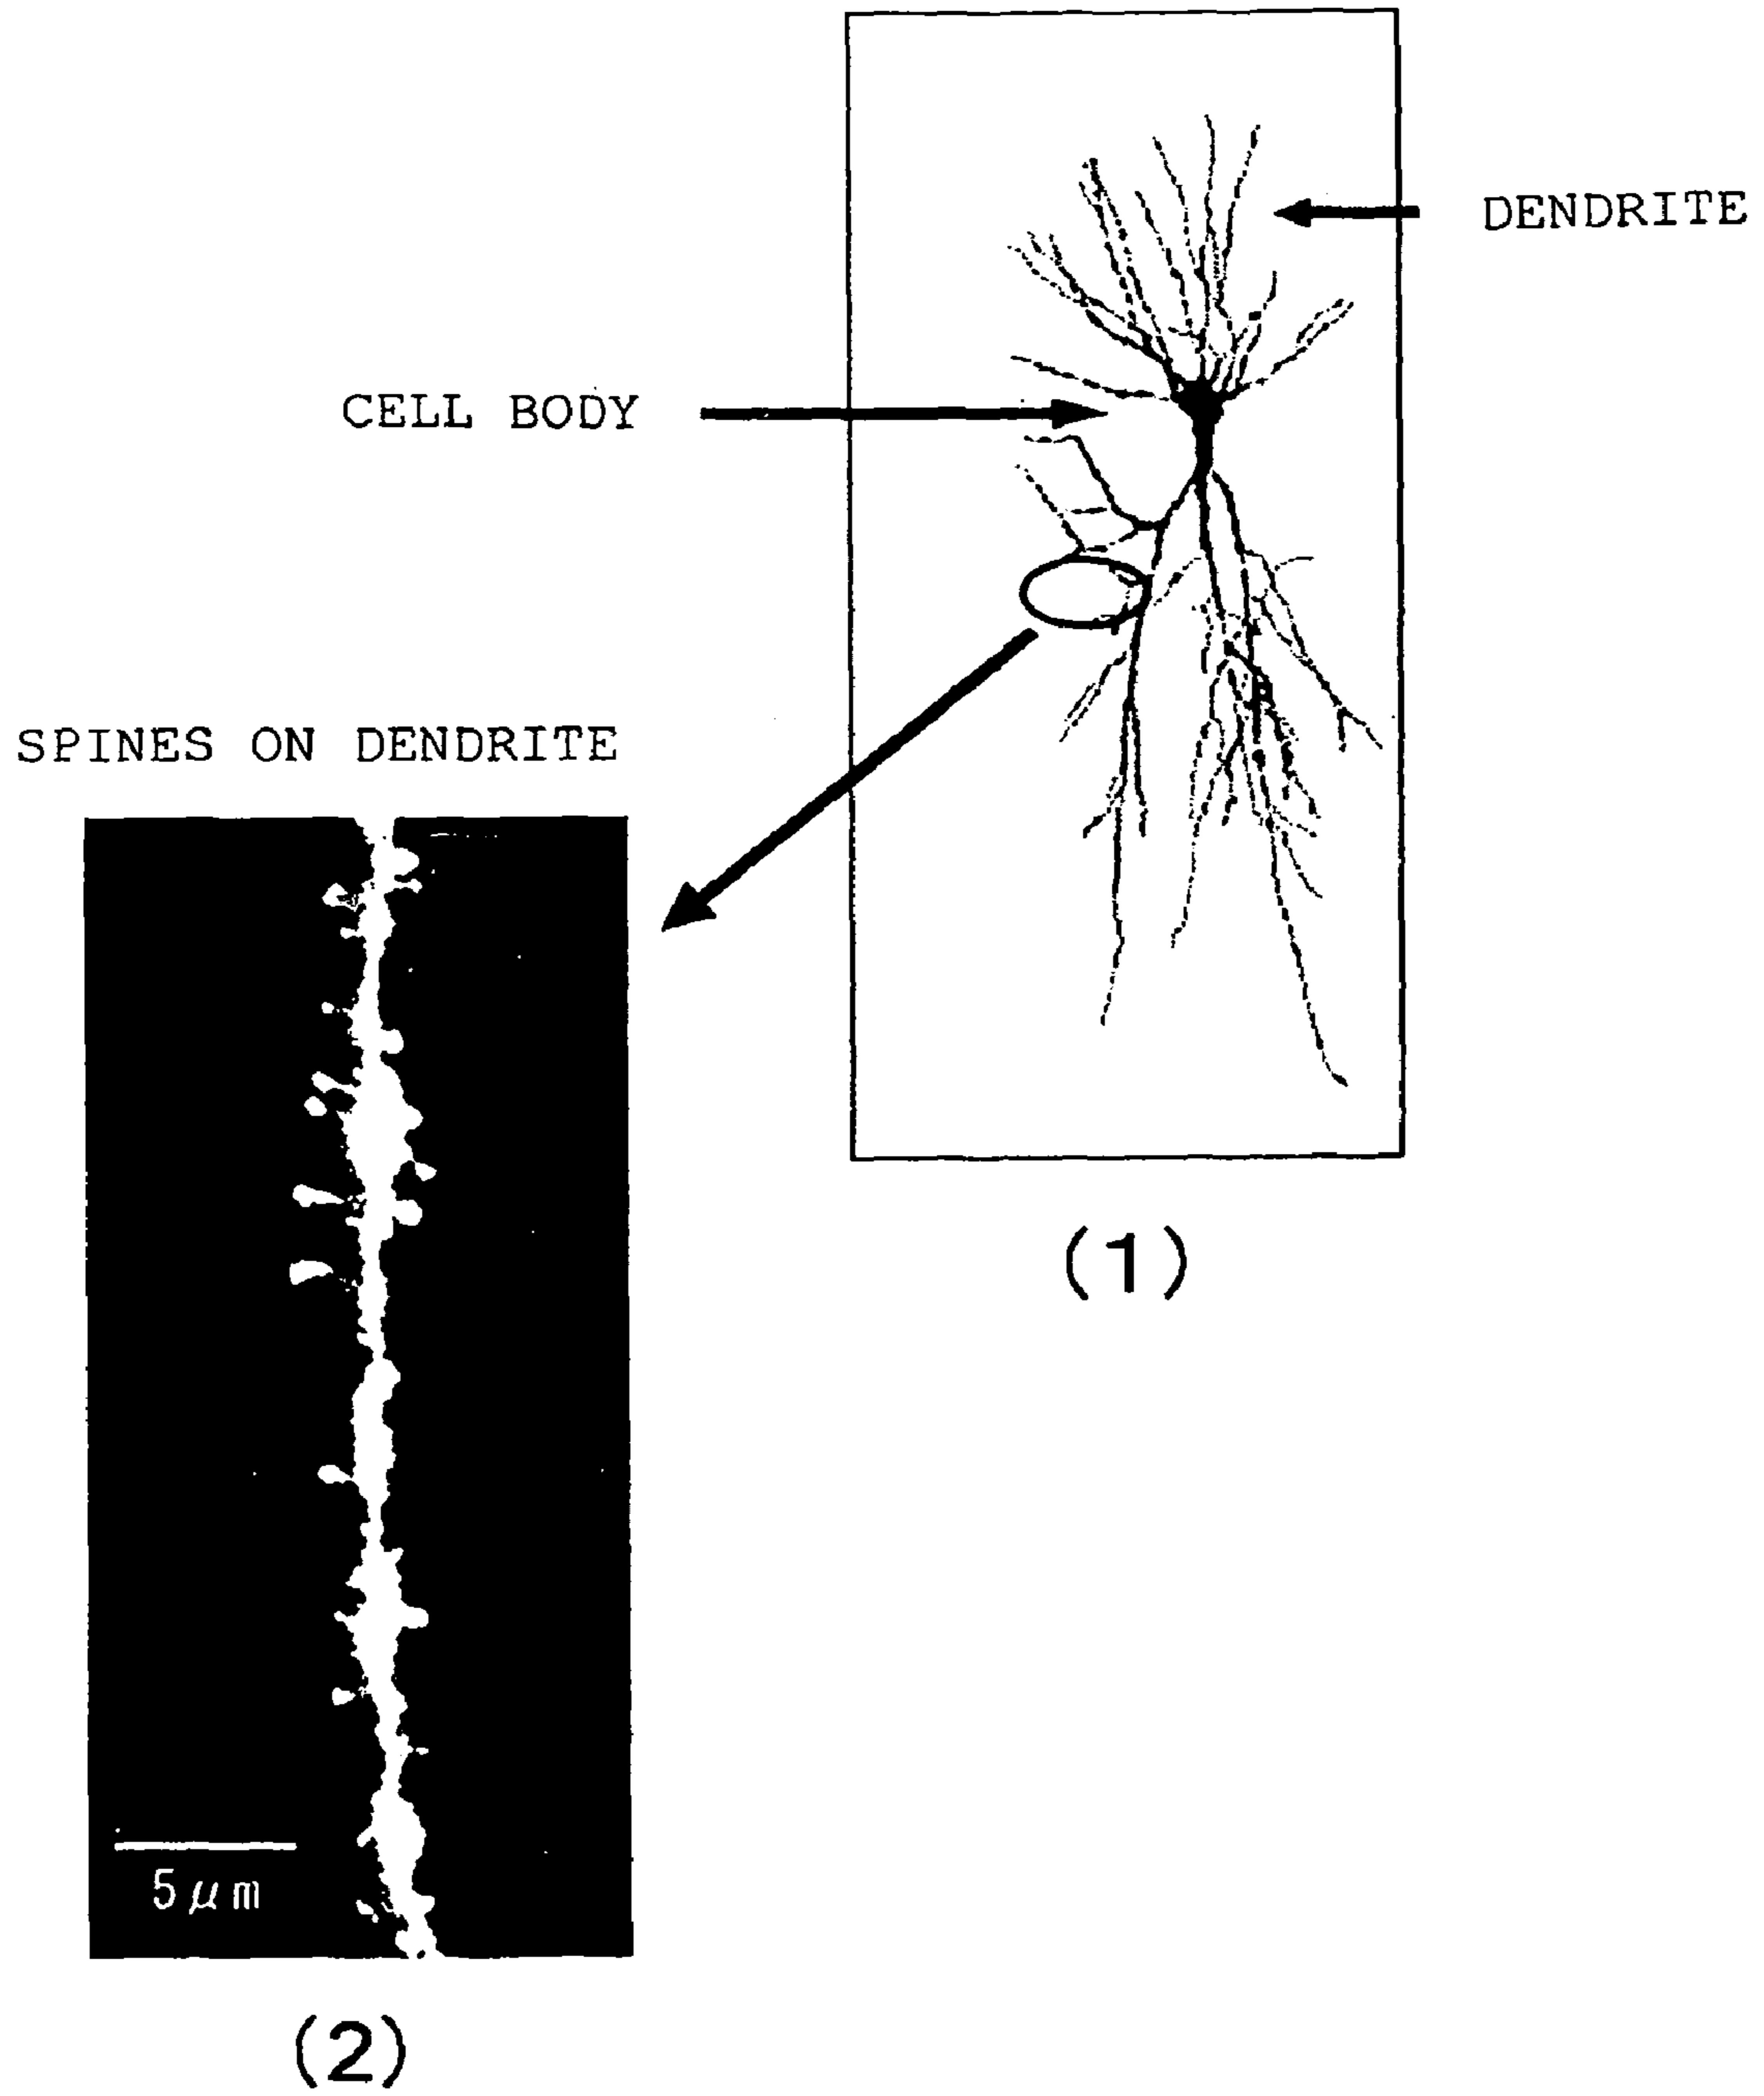 DENDRITE
CELL BODY
SPINES ON DENDRITE
(1)
5μm
(2)